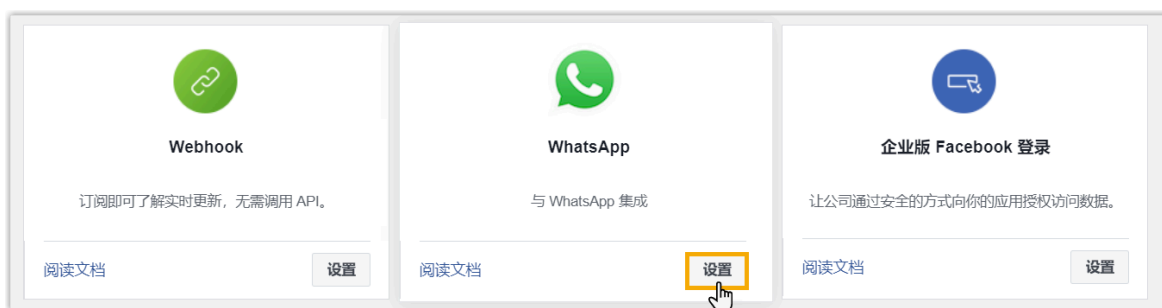 Webhook
订阅即可了解实时更新，无需调用 API。
阅读文档
设置
WhatsApp
与 WhatsApp 集成
阅读文档
设置
企业版 Facebook 登录
让公司通过安全的方式向你的应用授权访问数据。
阅读文档
设置